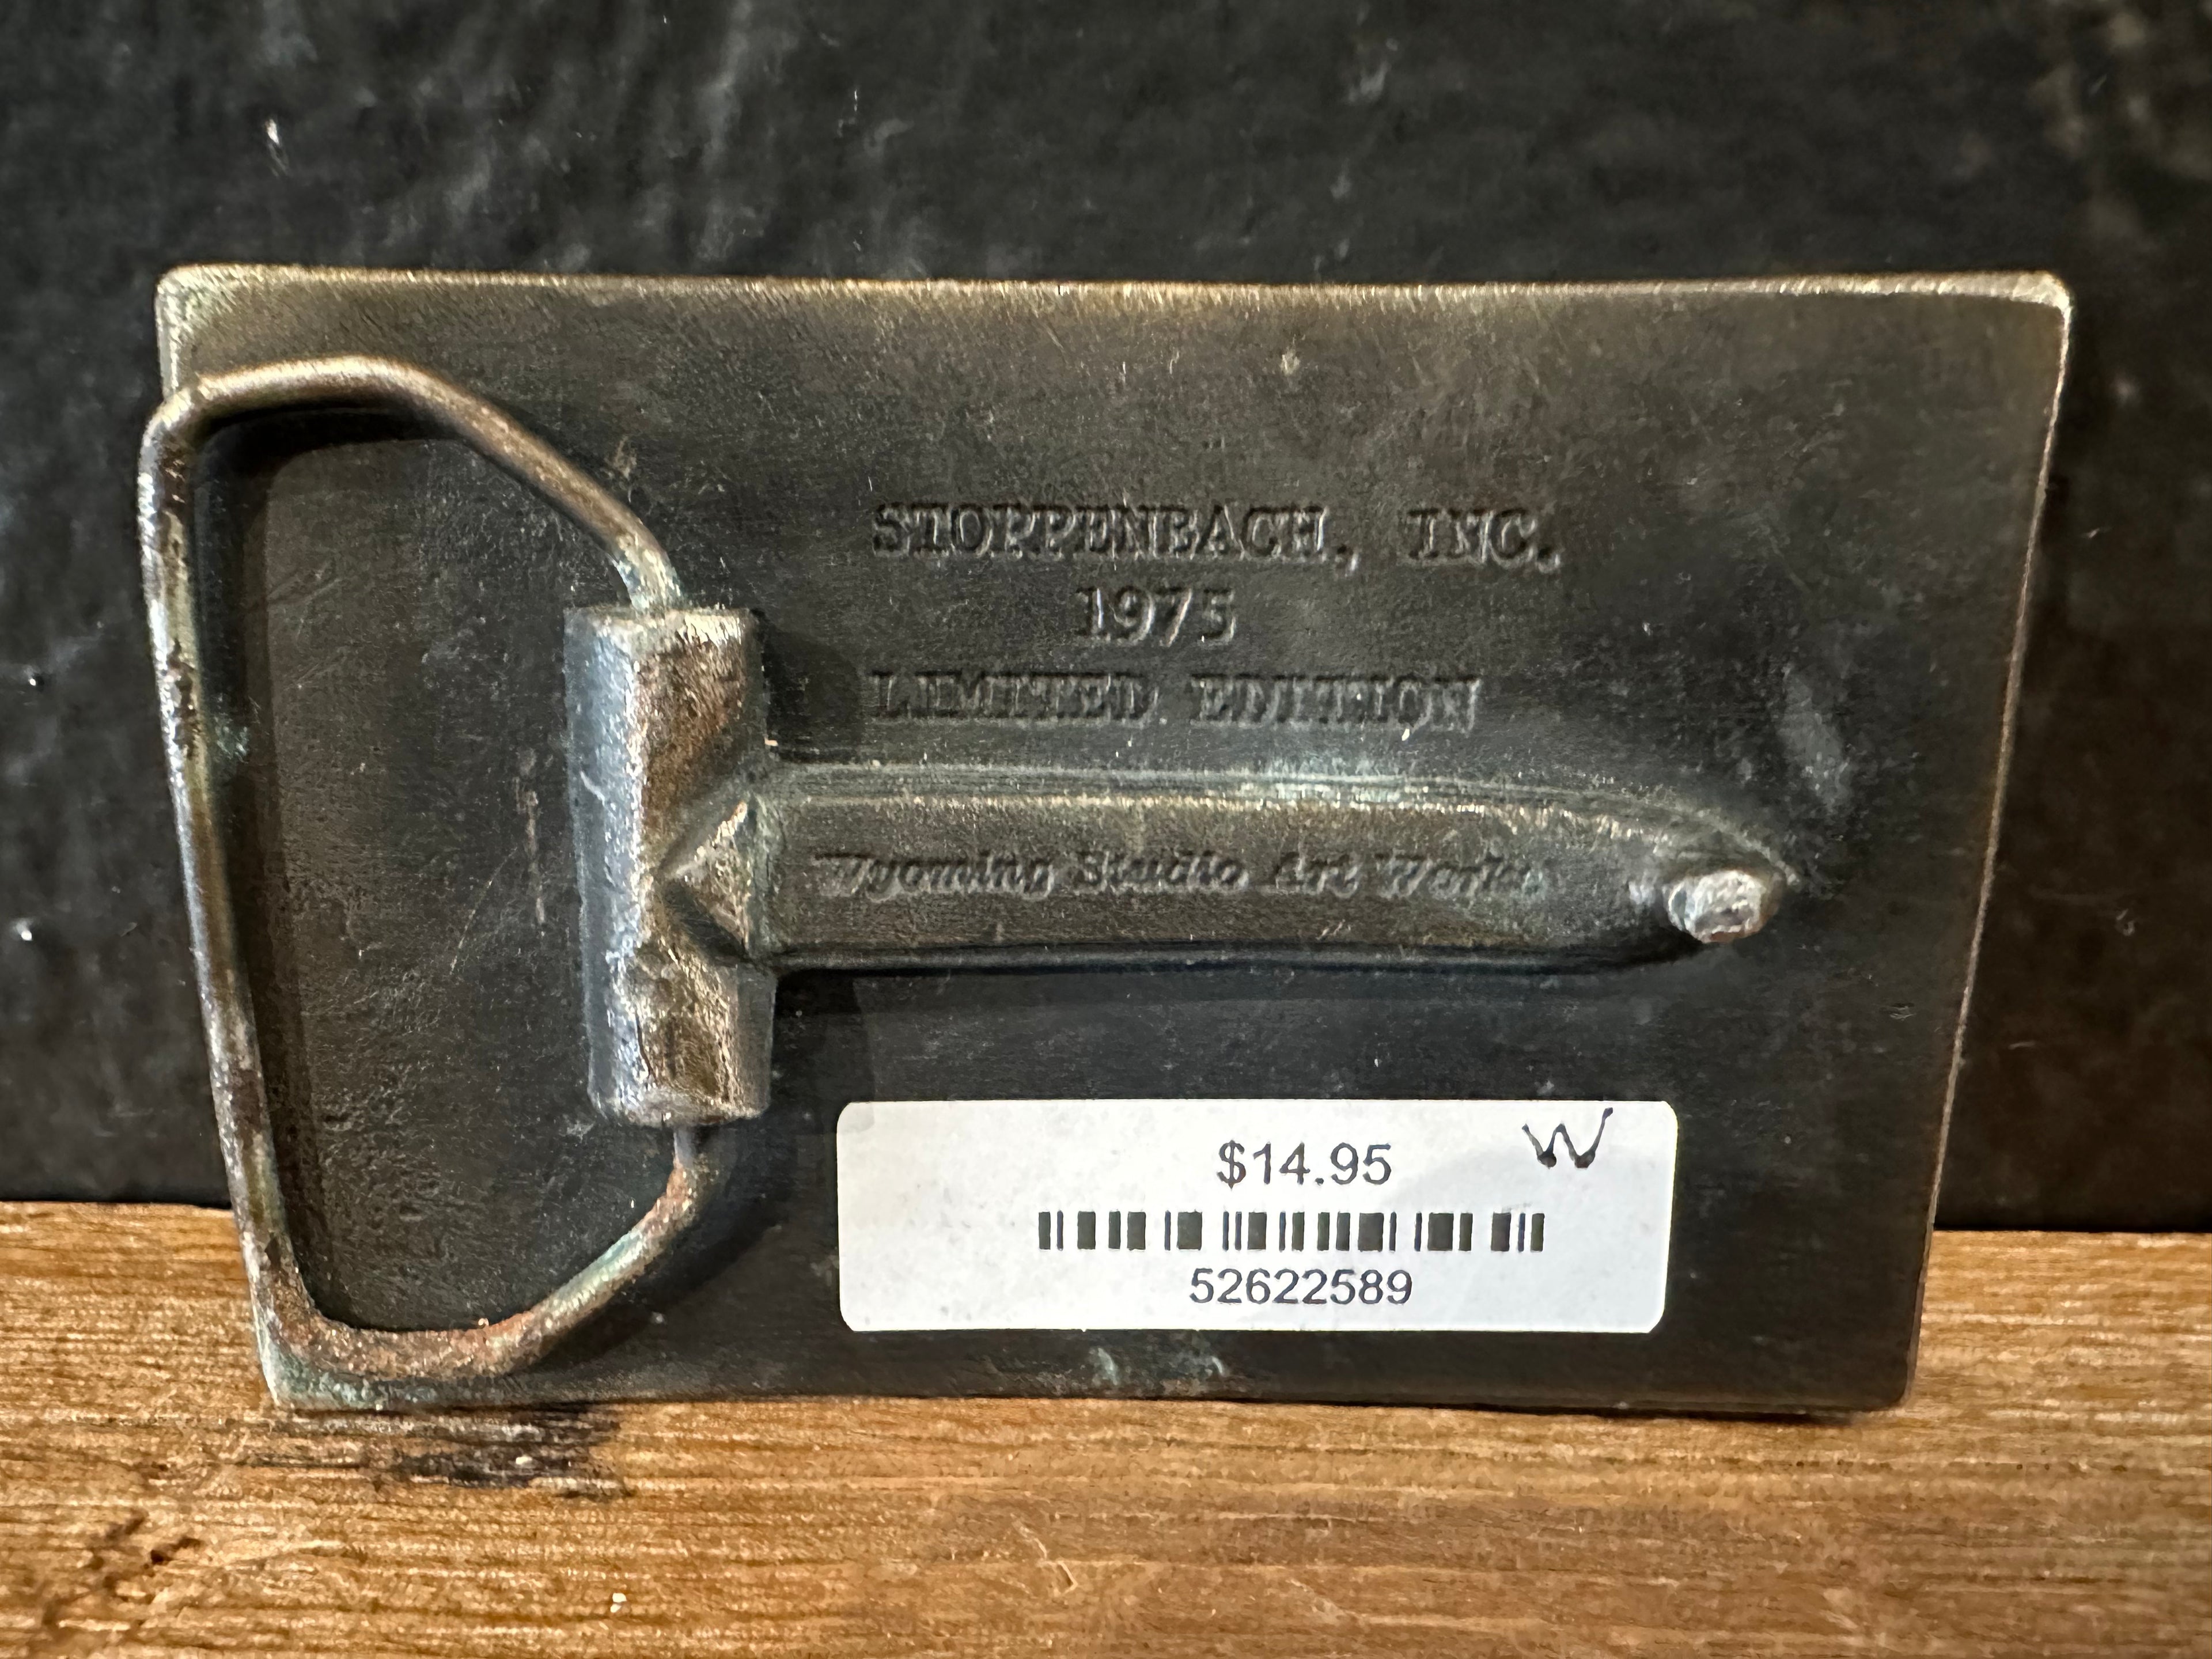 STOPPENBACH, INC.
1975
LIMITED EDITION
Wyoming Studio Art Works
$14.95 W
52622589